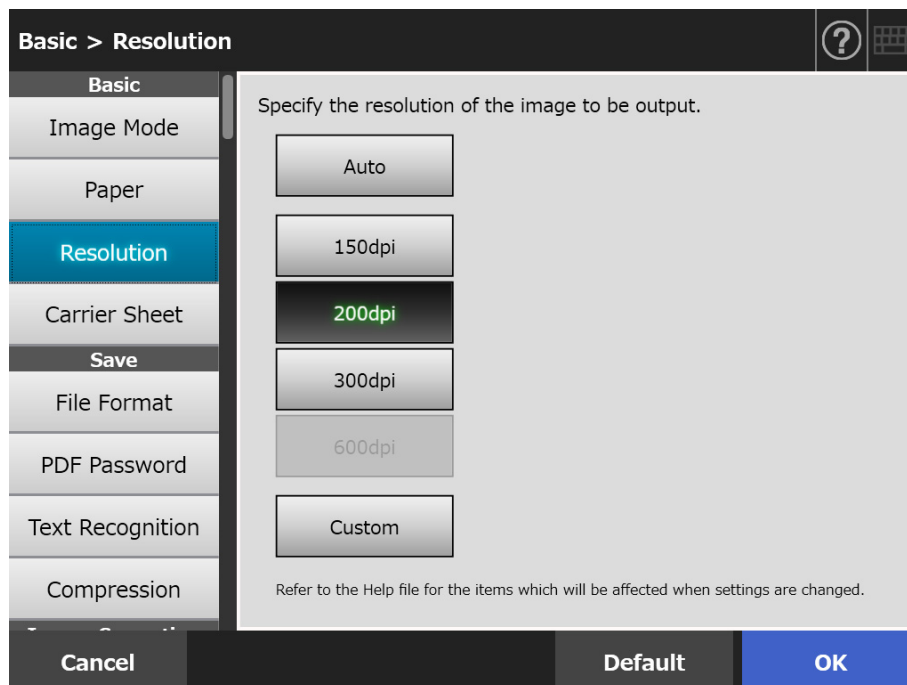 Basic > Resolution
?
Basic
Image Mode
Paper
Resolution
Carrier Sheet
Save
File Format
PDF Password
Text Recognition
Compression
Specify the resolution of the image to be output.
Auto
150dpi
200dpi
300dpi
600dpi
Custom
Refer to the Help file for the items which will be affected when settings are changed.
Cancel
Default
OK